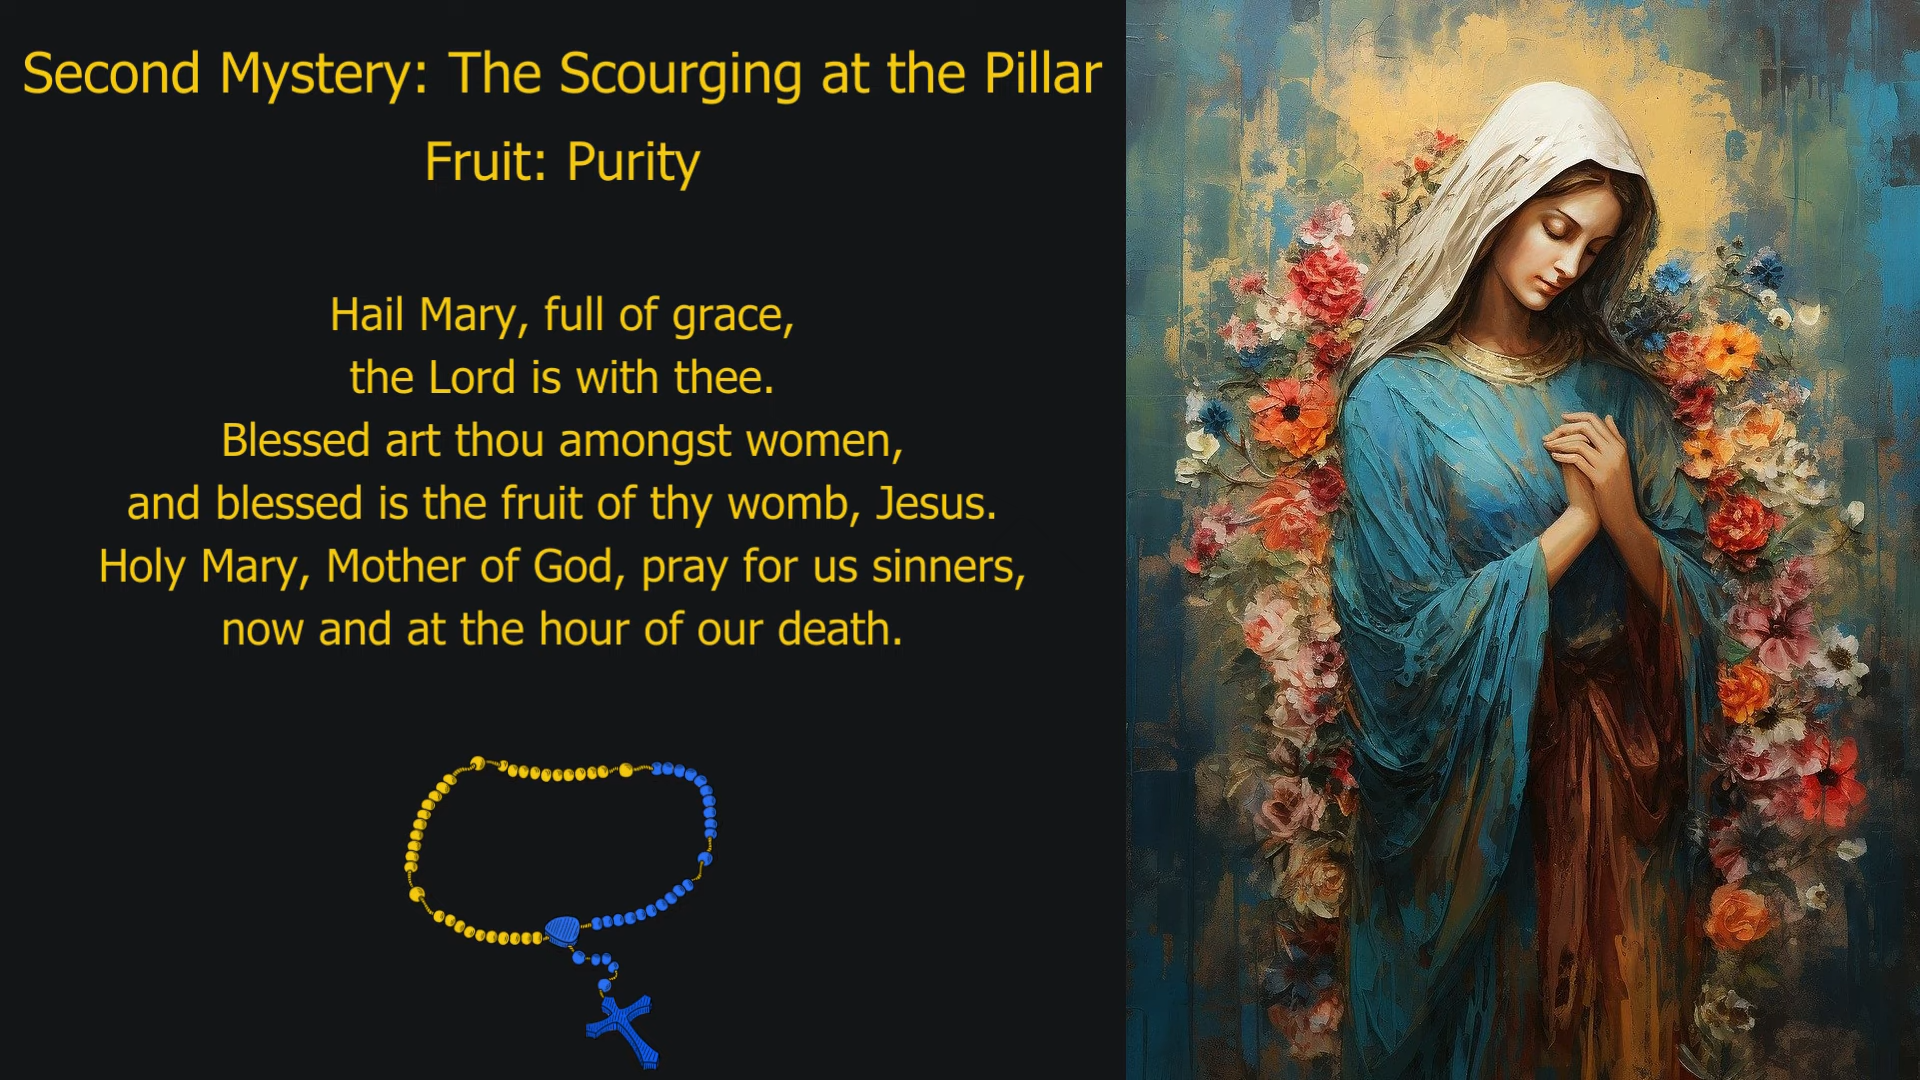 Second Mystery: The Scourging at the Pillar
Fruit: Purity
Hail Mary, full of grace,
the Lord is with thee.
Blessed art thou amongst women,
and blessed is the fruit of thy womb, Jesus.
Holy Mary, Mother of God, pray for us sinners,
now and at the hour of our death.